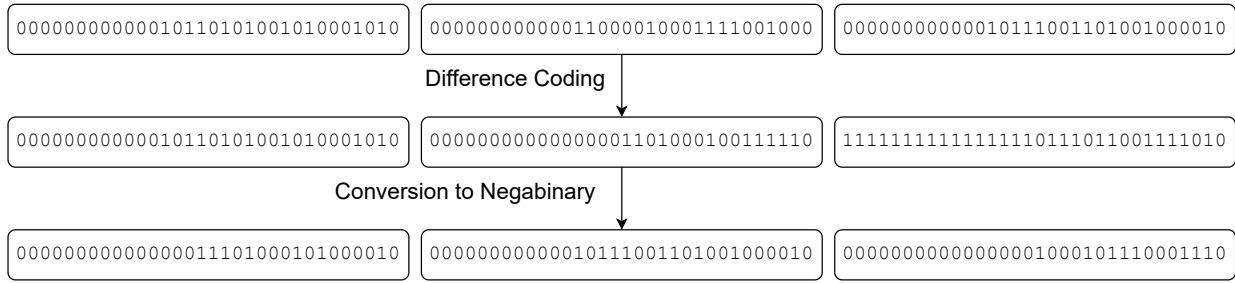 00000000000010110101001010001010 00000000000011000010001111001000 00000000000010111001101001000010
Difference Coding
00000000000010110101001010001010 00000000000000001101000100111110 11111111111111110111011001111010
Conversion to Negabinary
00000000000000011101000101000010 00000000000010111001101001000010 00000000000000001000101110001110